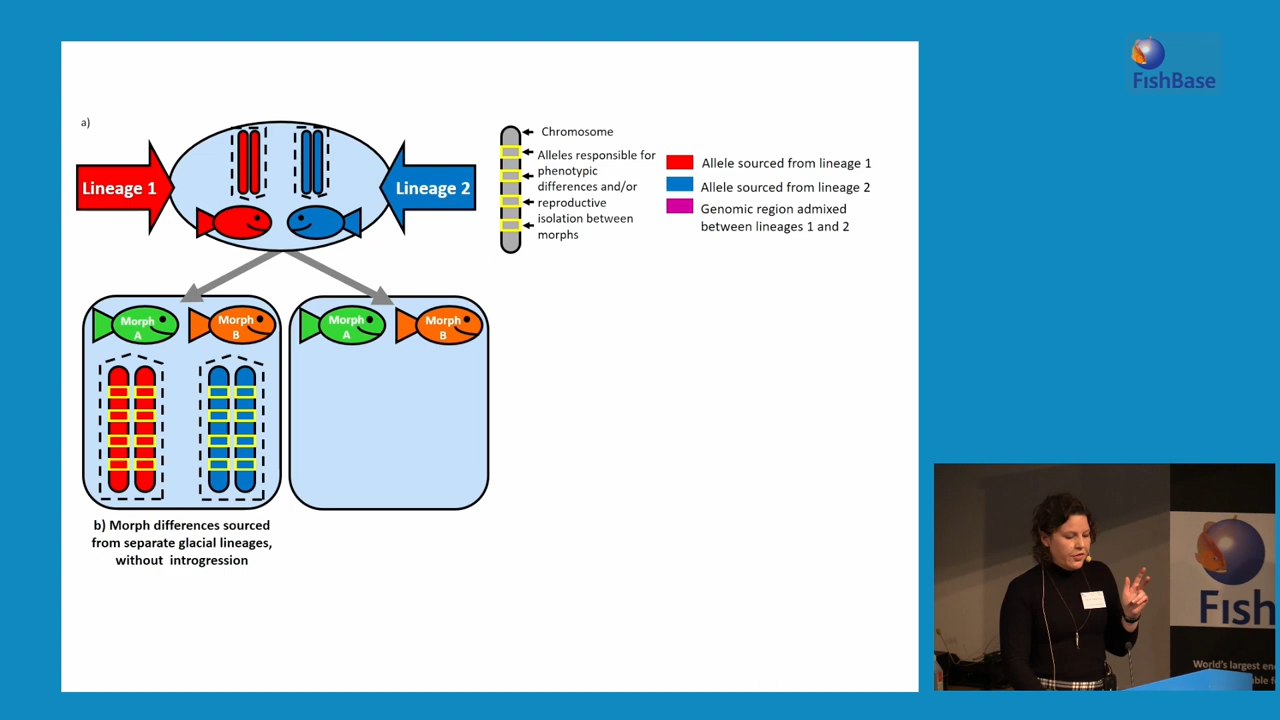 FishBase
a)
Lineage 1
Lineage 2
Chromosome
Alleles responsible for
phenotypic
differences and/or
reproductive
isolation between
morphs
Allele sourced from lineage 1
Allele sourced from lineage 2
Genomic region admixed
between lineages 1 and 2
Morph
A
Morph
B
Morph
A
Morph
B
b) Morph differences sourced
from separate glacial lineages,
without introgression
Fish
World's largest en
able f